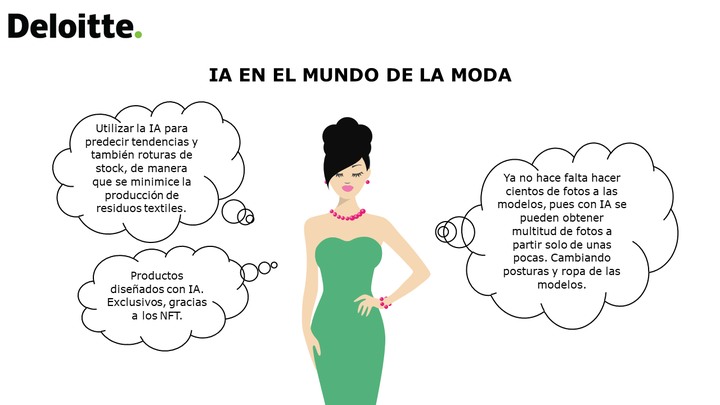 Deloitte.
IA EN EL MUNDO DE LA MODA
Utilizar la IA para
predecir tendencias y
también roturas de
stock, de manera
que se minimice la
producción de
residuos textiles.
Productos
diseñados con IA.
Exclusivos, gracias
a los NFT.
Ya no hace falta hacer
cientos de fotos a las
modelos, pues con IA se
pueden obtener
multitud de fotos a
partir solo de unas
pocas. Cambiando
posturas y ropa de las
modelos.